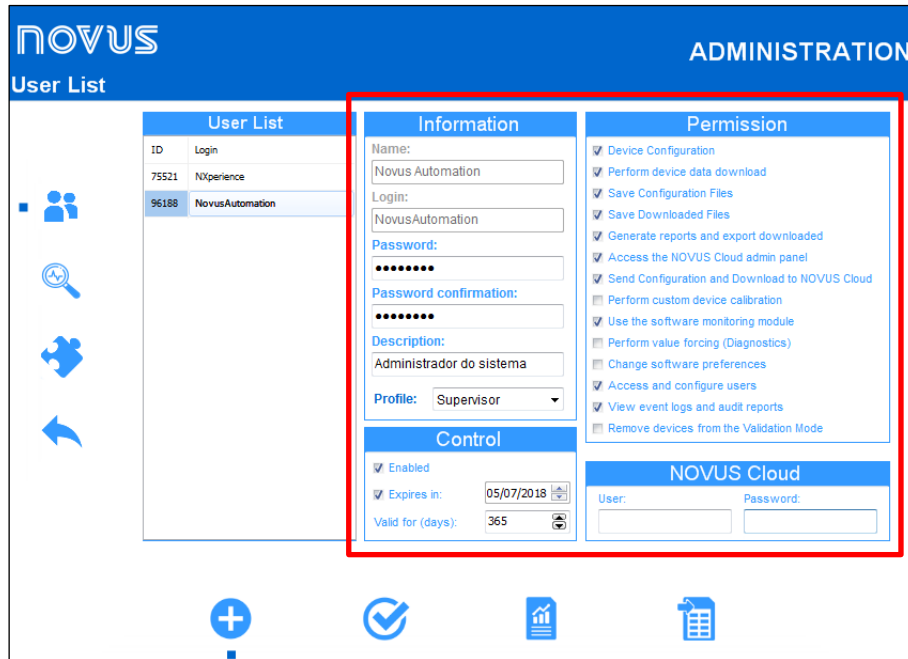 novus
ADMINISTRATION
User List
User List
ID Login
75521 NXperience
96188 NovusAutomation
Information
Name:
Novus Automation
Login:
NovusAutomation
Password:
●●●●●●●●
Password confirmation:
●●●●●●●●
Description:
Administrador do sistema
Profile: Supervisor
Control
Enabled
Expires in: 05/07/2018
Valid for (days): 365
Permission
Device Configuration
Perform device data download
Save Configuration Files
Save Downloaded Files
Generate reports and export downloaded
Access the NOVUS Cloud admin panel
Send Configuration and Download to NOVUS Cloud
Perform custom device calibration
Use the software monitoring module
Perform value forcing (Diagnostics)
Change software preferences
Access and configure users
View event logs and audit reports
Remove devices from the Validation Mode
NOVUS Cloud
User: Password: